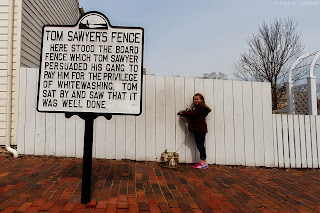 TOM SAWYER'S FENCE
HERE STOOD THE BOARD
FENCE WHICH TOM SAWYER
PERSUADED HIS GANG TO
PAY HIM FOR THE PRIVILEGE
OF WHITEWASHING. TOM
SAT BY AND SAW THAT IT
WAS WELL DONE.